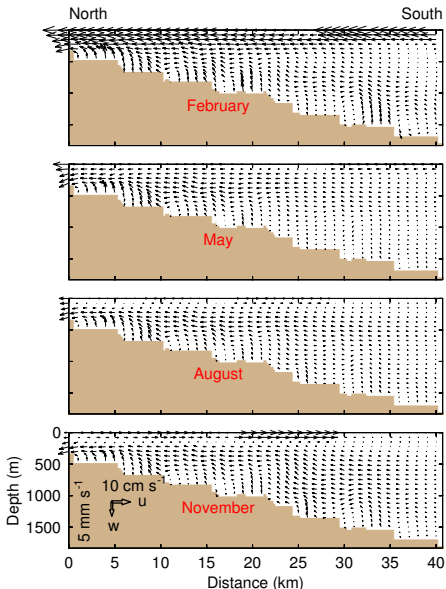 North South
February
May
August
0
500
1000
1500
Depth (m)
5 mm s⁻¹
10 cm s⁻¹
u
w
November
0 5 10 15 20 25 30 35 40
Distance (km)